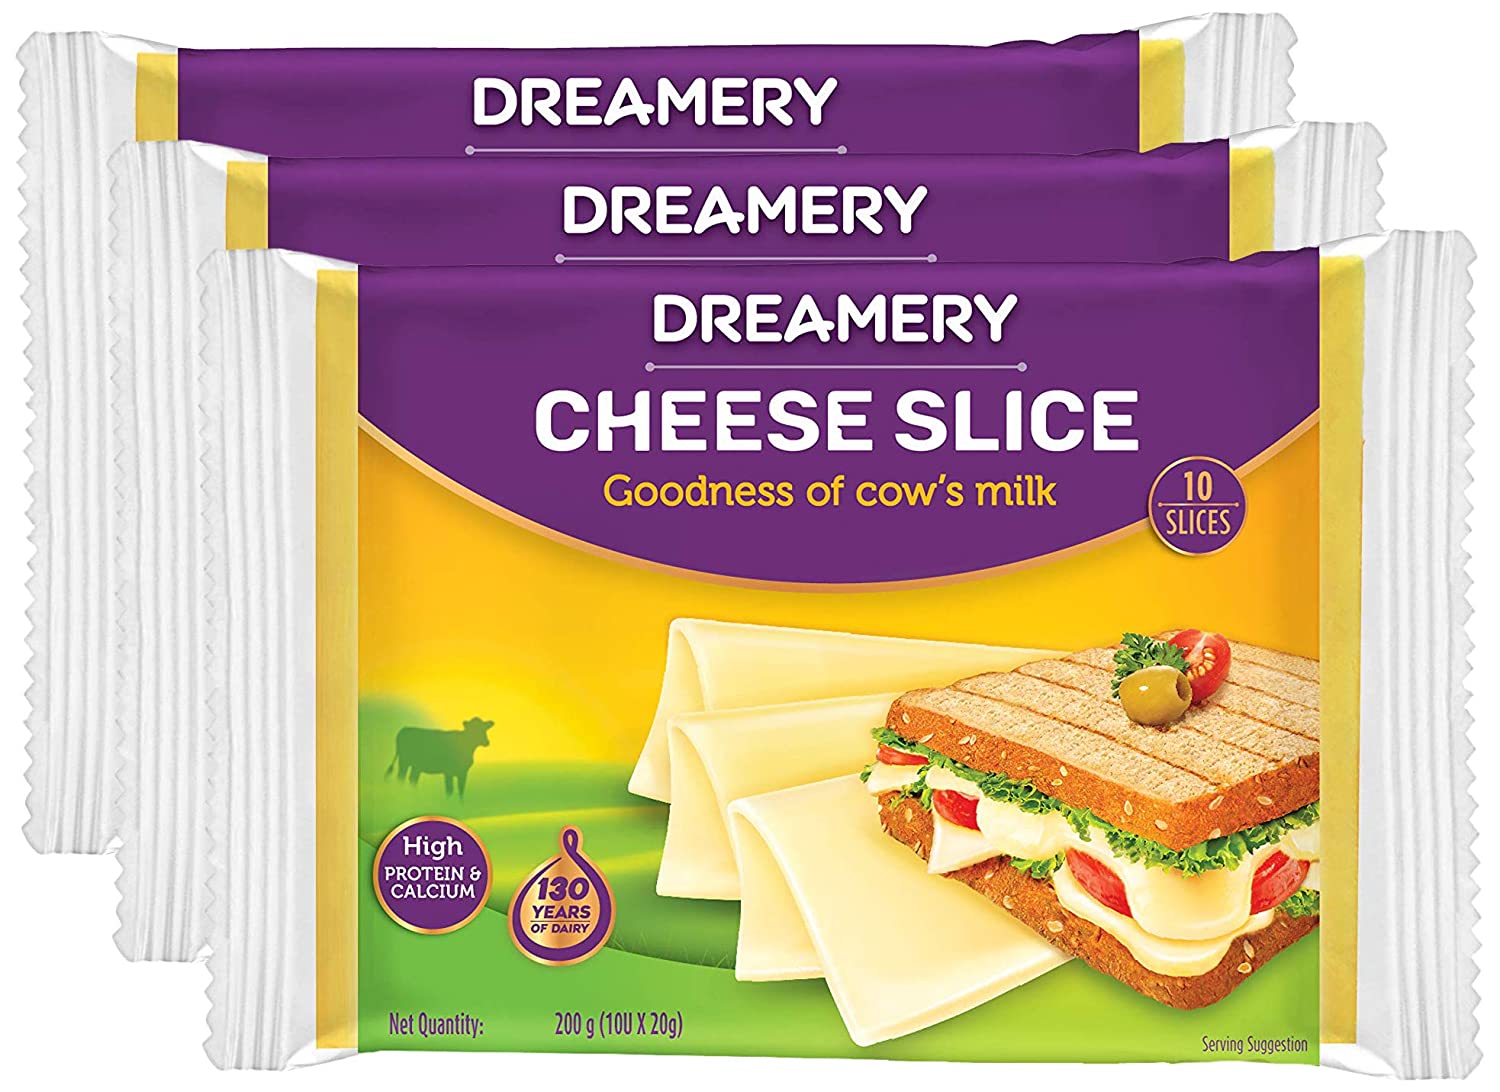 DREAMERY
DREAMERY
DREAMERY
CHEESE SLICE
Goodness of cow's milk
10
SLICES
High
PROTEIN &
CALCIUM
130
YEARS
OF DAIRY
Net Quantity: 200 g (10U X 20g)
Serving Suggestion